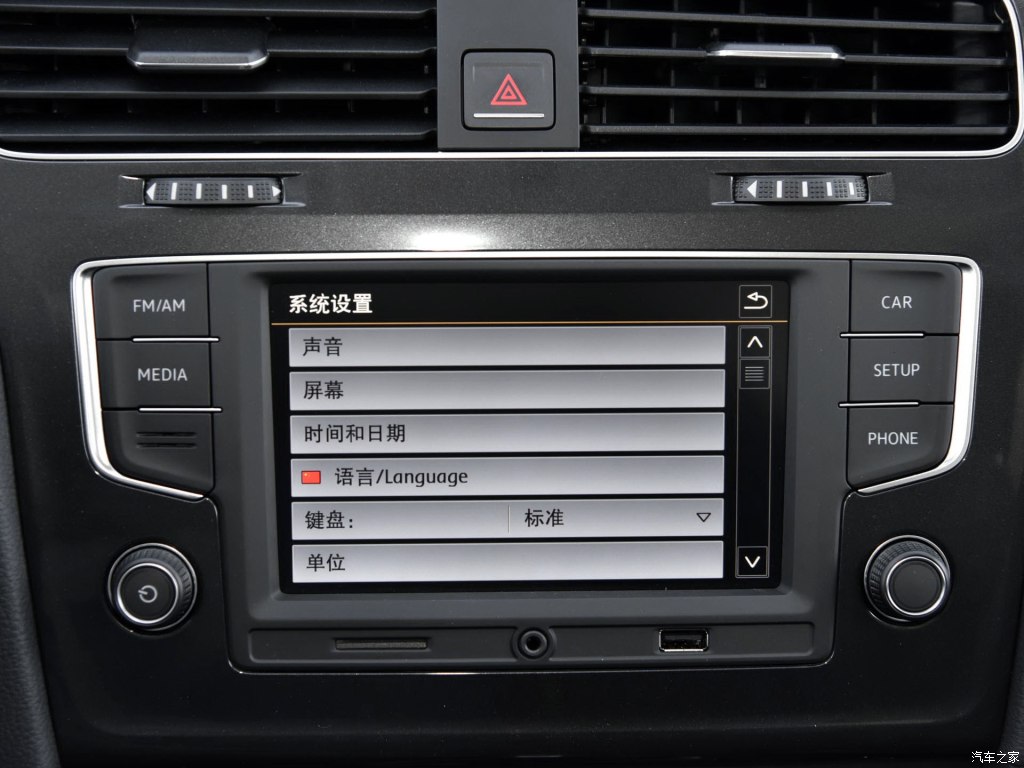 FM/AM
MEDIA
系统设置
声音
屏幕
时间和日期
语言/Language
键盘: 标准
单位
CAR
SETUP
PHONE
汽车之家